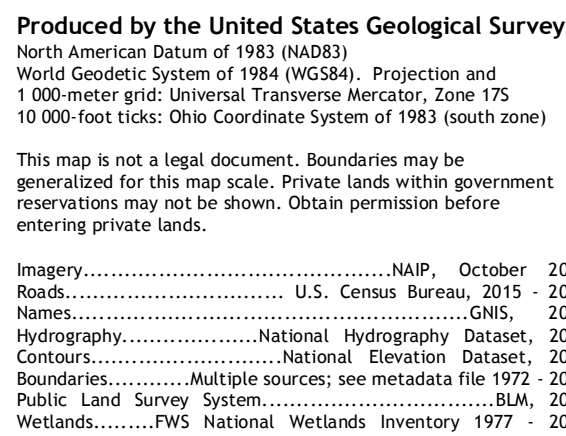 Produced by the United States Geological Survey
North American Datum of 1983 (NAD83)
World Geodetic System of 1984 (WGS84). Projection and
1 000-meter grid: Universal Transverse Mercator, Zone 17S
10 000-foot ticks: Ohio Coordinate System of 1983 (south zone)
This map is not a legal document. Boundaries may be
generalized for this map scale. Private lands within government
reservations may not be shown. Obtain permission before
entering private lands.
Imagery..........................................NAIP, October 20
Roads.............................. U.S. Census Bureau, 2015 - 20
Names......................................................GNIS, 20
Hydrography...................National Hydrography Dataset, 20
Contours..........................National Elevation Dataset, 20
Boundaries............Multiple sources; see metadata file 1972 - 20
Public Land Survey System................................BLM, 20
Wetlands.........FWS National Wetlands Inventory 1977 - 20